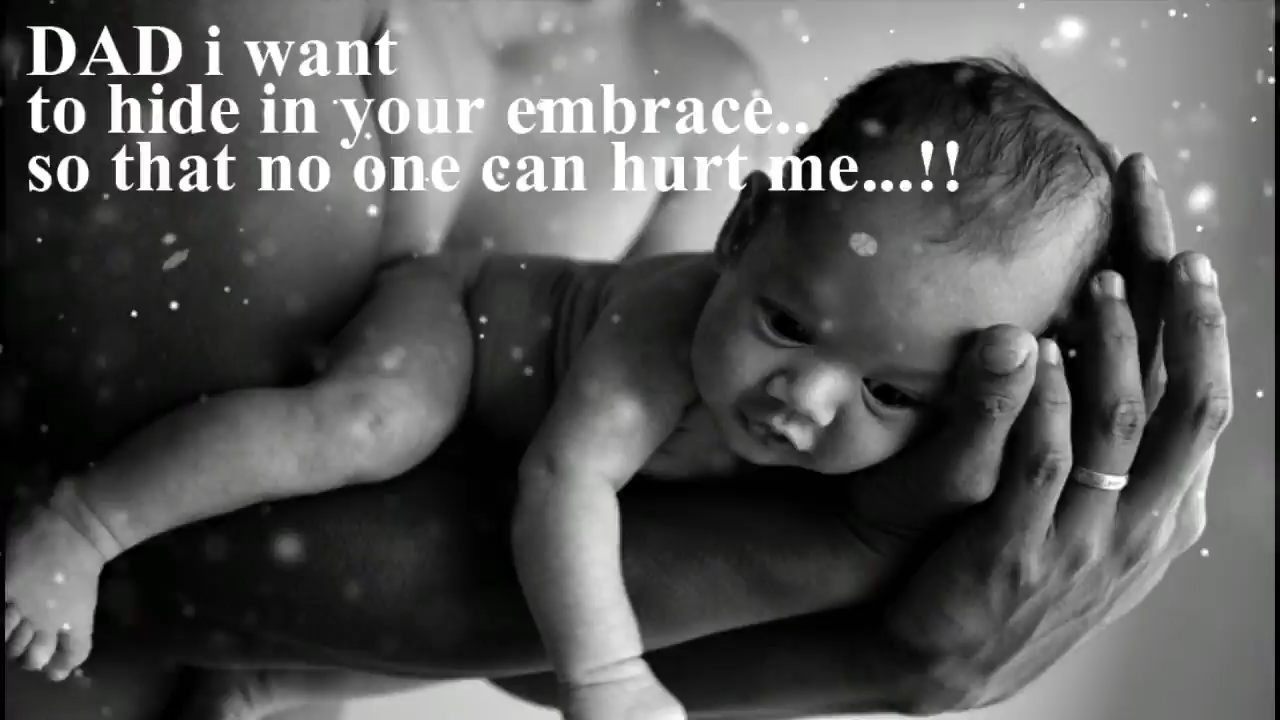 DAD i want
to hide in your embrace..
so that no one can hurt me...!!